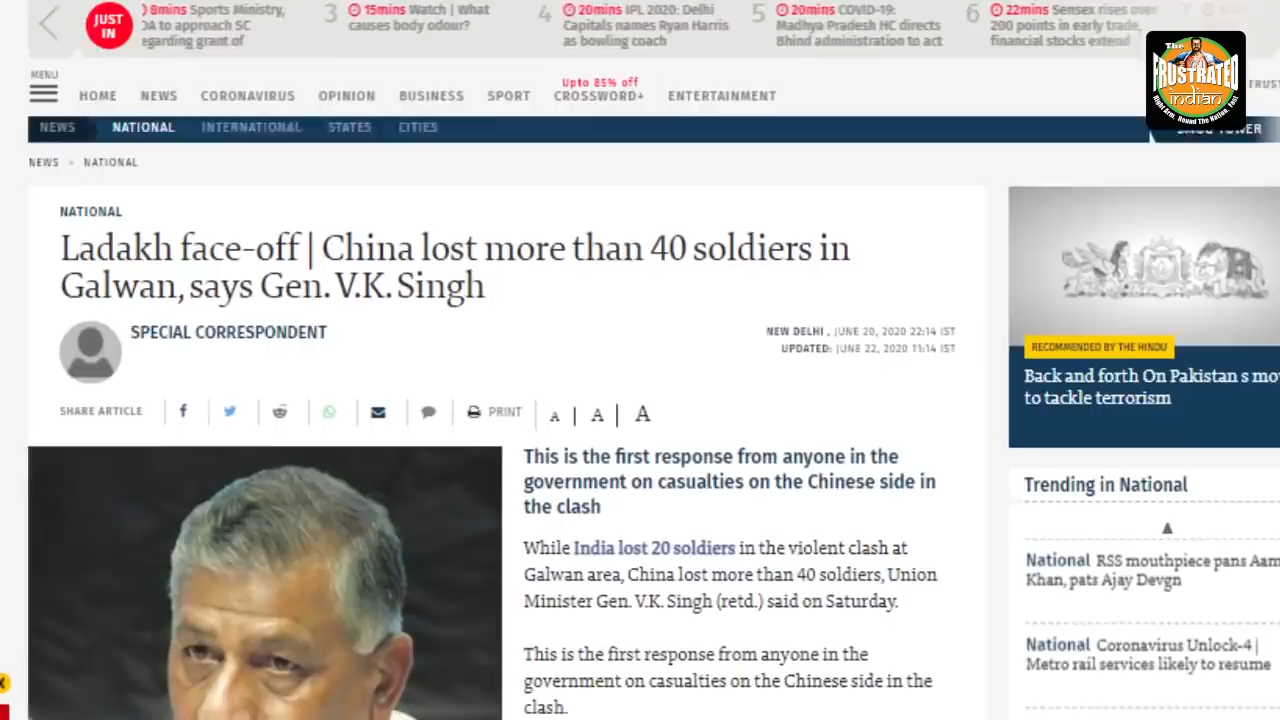 JUST
IN
8mins Sports Ministry,
DA to approach SC
regarding grant of
3 15mins Watch | What
causes body odour?
4 20mins IPL 2020: Delhi
Capitals names Ryan Harris
as bowling coach
5 20mins COVID-19:
Madhya Pradesh HC directs
Bhind administration to act
6 22mins Sensex rises over
200 points in early trade,
financial stocks extend
The
FRUSTRATED
indian
Right Arm, Round The Nation, Fast
MENU
HOME NEWS CORONAVIRUS OPINION BUSINESS SPORT CROSSWORD+ ENTERTAINMENT
Upto 85% off
NEWS NATIONAL INTERNATIONAL STATES CITIES
TOWER
NEWS NATIONAL
NATIONAL
Ladakh face-off | China lost more than 40 soldiers in
Galwan, says Gen. V.K. Singh
SPECIAL CORRESPONDENT
NEW DELHI , JUNE 20, 2020 22:14 IST
UPDATED: JUNE 22, 2020 11:14 IST
SHARE ARTICLE
PRINT
A | A | A
This is the first response from anyone in the
government on casualties on the Chinese side in
the clash
While India lost 20 soldiers in the violent clash at
Galwan area, China lost more than 40 soldiers, Union
Minister Gen. V.K. Singh (retd.) said on Saturday.
This is the first response from anyone in the
government on casualties on the Chinese side in the
clash.
RECOMMENDED BY THE HINDU
Back and forth On Pakistan s mo
to tackle terrorism
Trending in National
National RSS mouthpiece pans Aam
Khan, pats Ajay Devgn
National Coronavirus Unlock-4 |
Metro rail services likely to resume